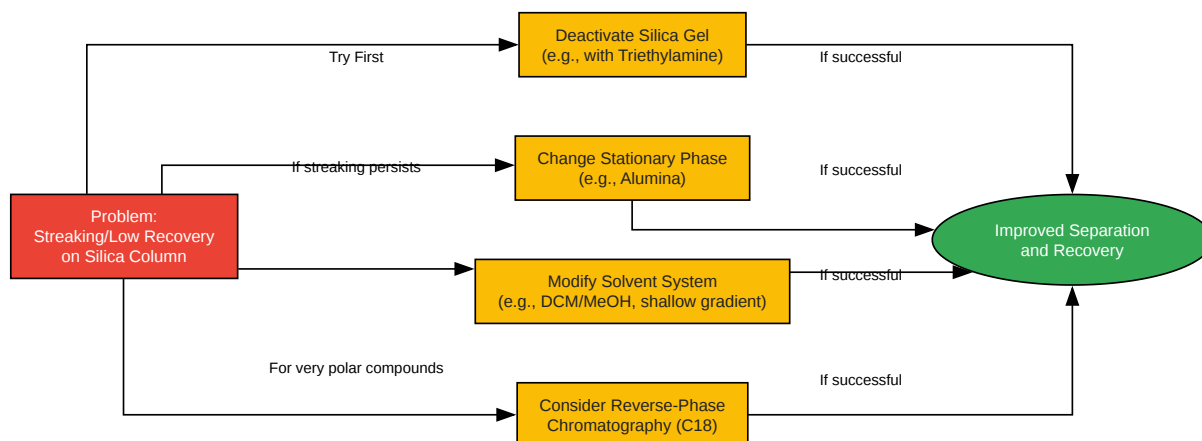 Deactivate Silica Gel
(e.g., with Triethylamine)
Try First
If successful
Change Stationary Phase
(e.g., Alumina)
If streaking persists
If successful
Problem:
Streaking/Low Recovery
on Silica Column
Improved Separation
and Recovery
Modify Solvent System
(e.g., DCM/MeOH, shallow gradient)
If successful
For very polar compounds
If successful
Consider Reverse-Phase
Chromatography (C18)